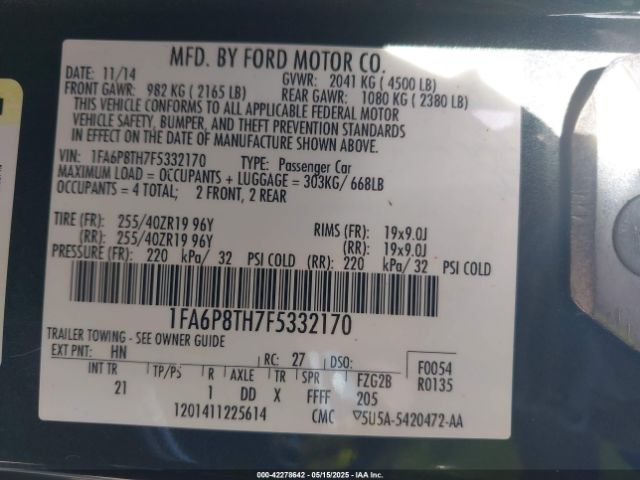 MFD. BY FORD MOTOR CO.
DATE: 11/14 GVWR: 2041 KG ( 4500 LB)
FRONT GAWR: 982 KG ( 2165 LB) REAR GAWR: 1080 KG ( 2380 LB)
THIS VEHICLE CONFORMS TO ALL APPLICABLE FEDERAL MOTOR
VEHICLE SAFETY, BUMPER, AND THEFT PREVENTION STANDARDS
IN EFFECT ON THE DATE OF MANUFACTURE SHOWN ABOVE.
VIN: 1FA6P8TH7F5332170 TYPE: Passenger Car
MAXIMUM LOAD = OCCUPANTS + LUGGAGE = 303KG/ 668LB
OCCUPANTS = 4 TOTAL; 2 FRONT, 2 REAR
TIRE (FR): 255/40ZR19 96Y RIMS (FR): 19x9.0J
(RR): 255/40ZR19 96Y (RR): 19x9.0J
PRESSURE (FR): 220 kPa/ 32 PSI COLD (RR): 220 kPa/ 32 PSI COLD
1FA6P8TH7F5332170
TRAILER TOWING - SEE OWNER GUIDE
EXT PNT: HN RC: 27 DSO: F0054
INT TR TP/PS R AXLE TR SPR FZG2B R0135
21 1 DD X FFFF 205
1201411225614 CMC ▽5U5A-5420472-AA
000-42278642 - 05/15/2025 - IAA Inc.